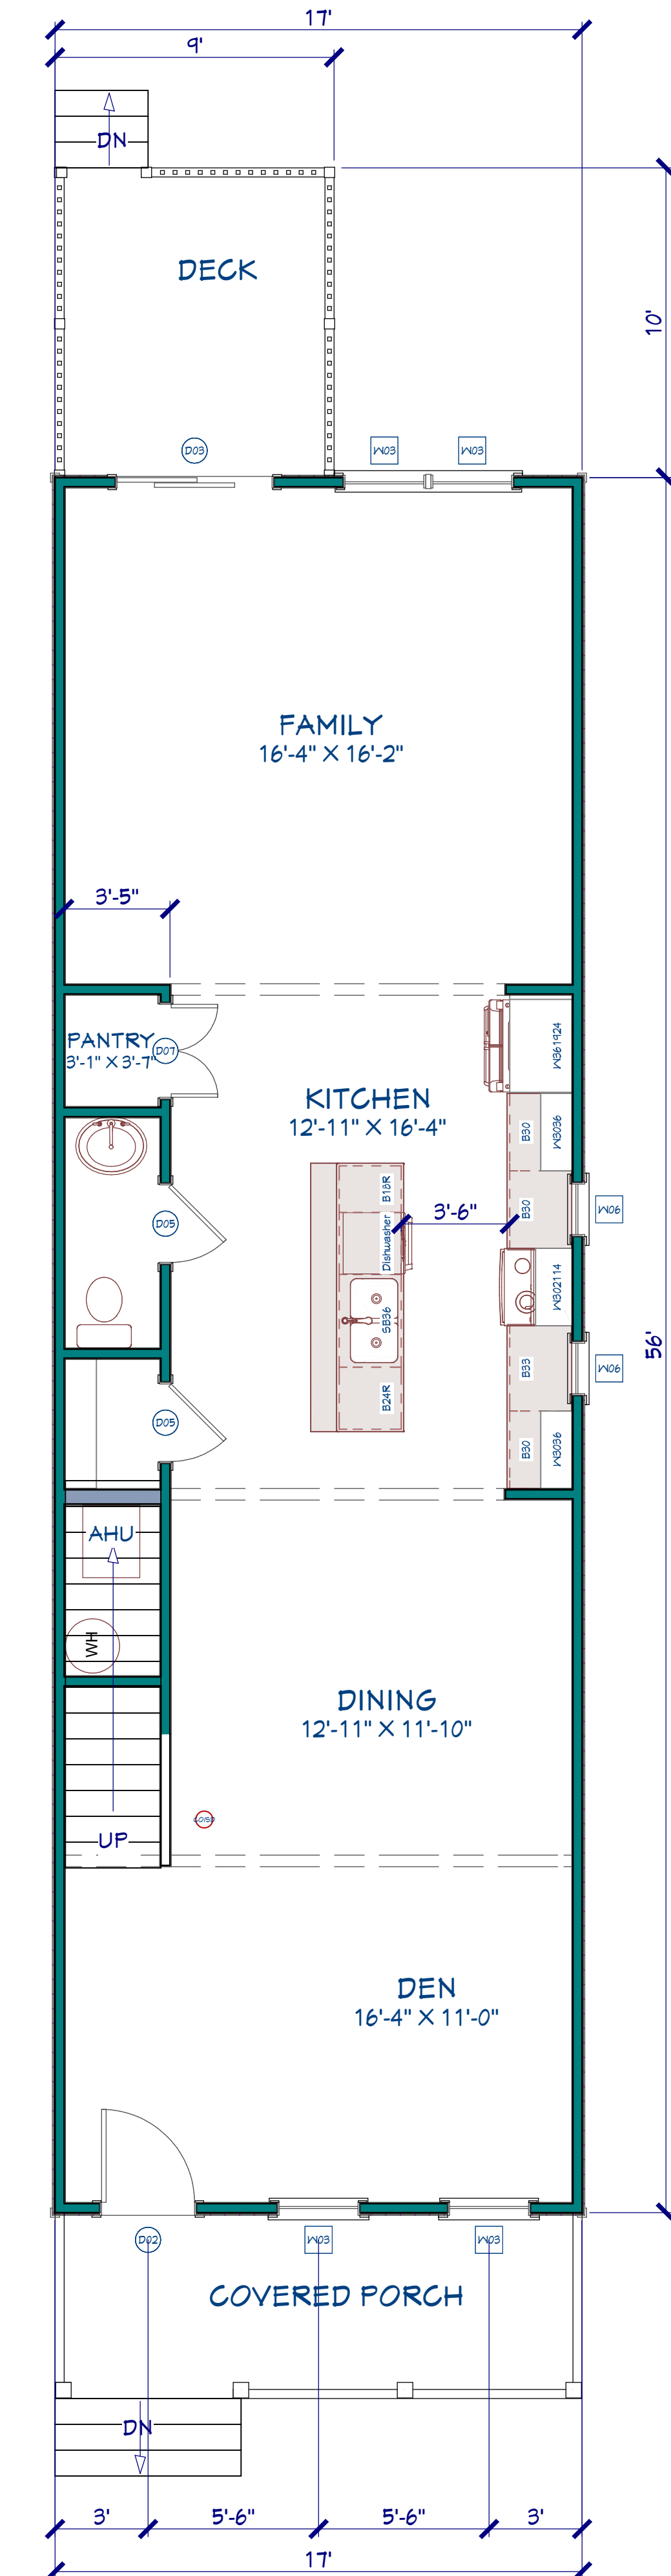 17'
9'
DN
DECK
10'
D03
W03
W03
FAMILY
16'-4" X 16'-2"
3'-5"
PANTRY
3'-1" X 3'-7"
D07
W361924
KITCHEN
12'-11" X 16'-4"
B30
W3036
B18R
D05
3'-6"
B30
W06
Dishwasher
W302114
SB36
56'
B33
W06
B24R
D05
B30
W3036
AHU
WH
DINING
12'-11" X 11'-10"
UP
DEN
16'-4" X 11'-0"
D02
W03
W03
COVERED PORCH
DN
3'
5'-6"
5'-6"
3'
17'